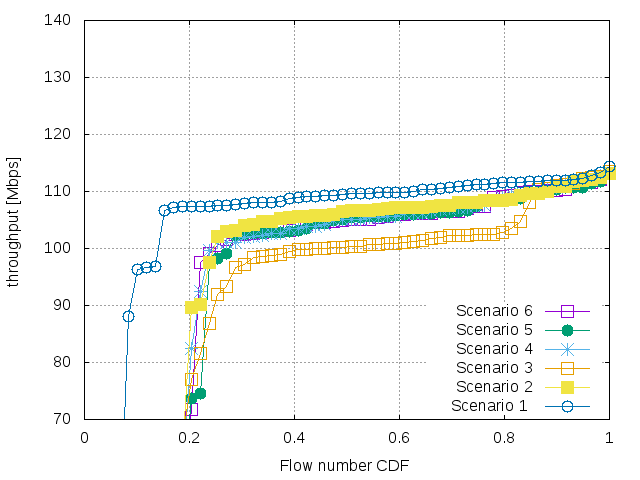 140
130
120
110
100
90
80
70
throughput [Mbps]
Scenario 6
Scenario 5
Scenario 4
Scenario 3
Scenario 2
Scenario 1
0 0.2 0.4 0.6 0.8 1
Flow number CDF